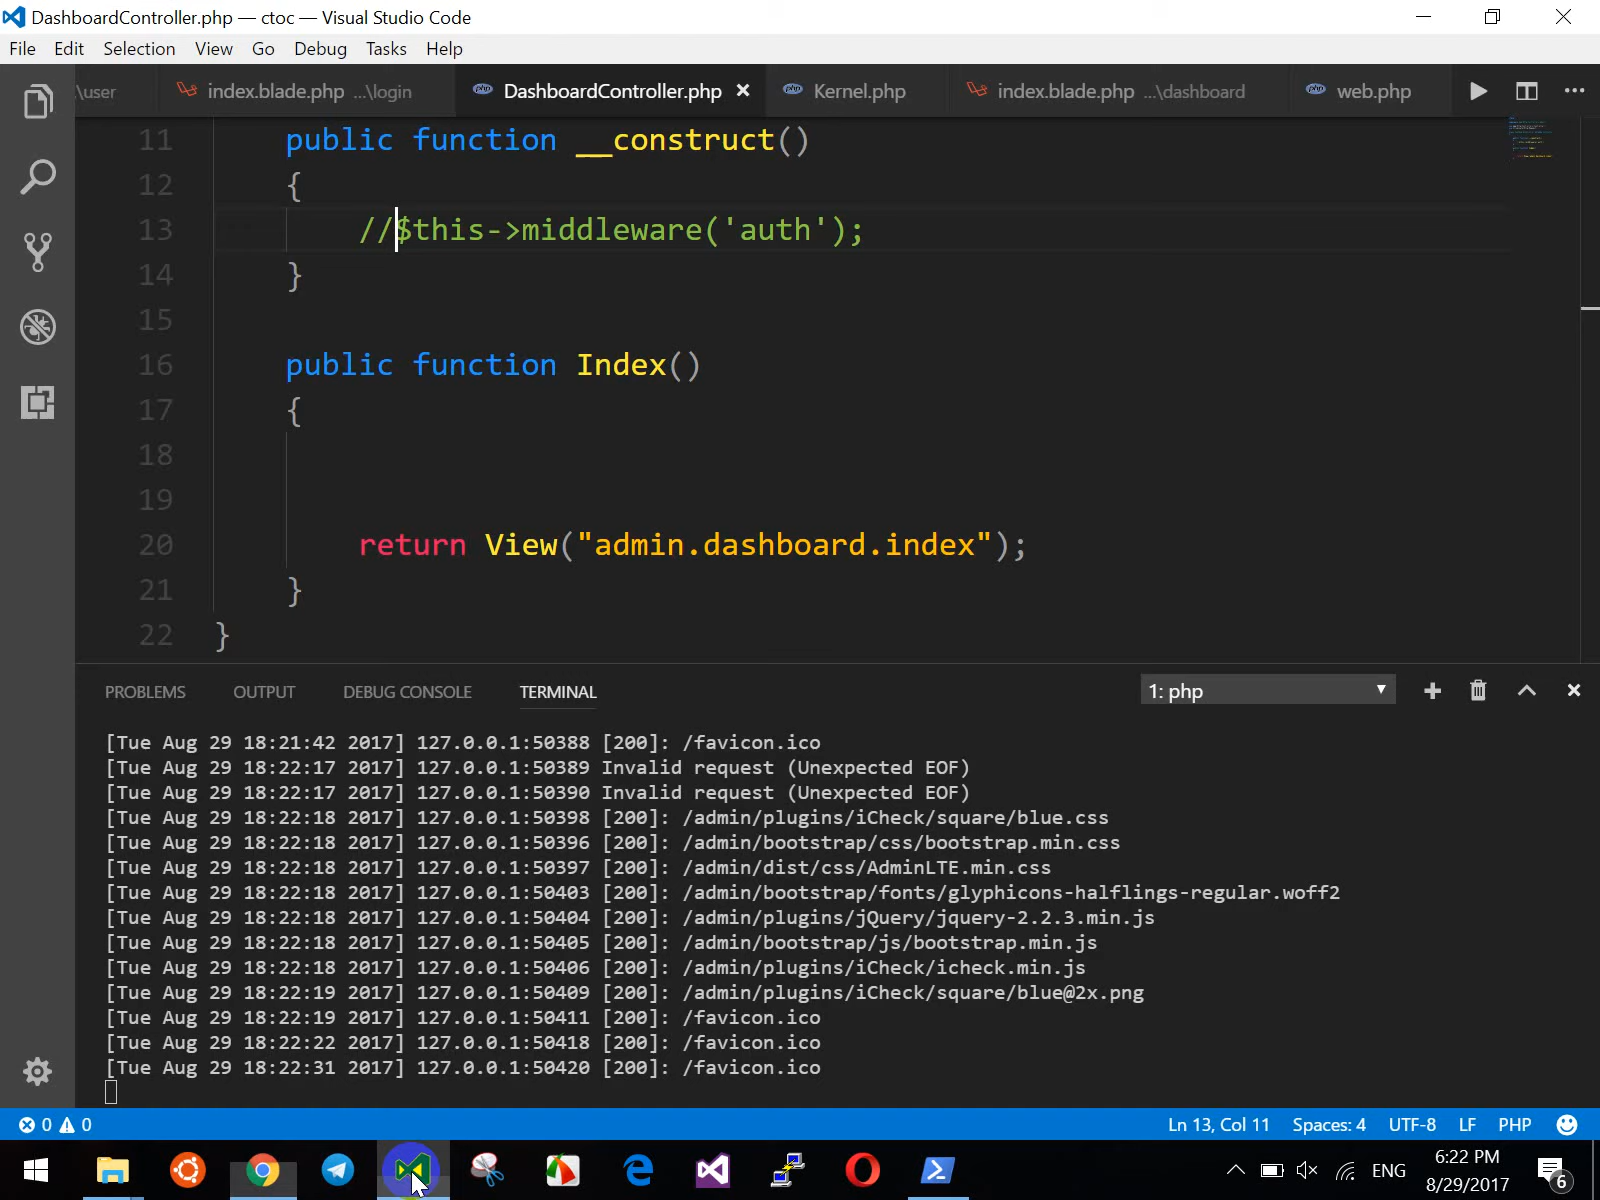 DashboardController.php — ctoc — Visual Studio Code
File Edit Selection View Go Debug Tasks Help
.\user index.blade.php ...\login DashboardController.php × Kernel.php index.blade.php ...\dashboard web.php
11 public function __construct()
12 {
13 //$this->middleware('auth');
14 }
15
16 public function Index()
17 {
18
19
20 return View("admin.dashboard.index");
21 }
22 }
PROBLEMS OUTPUT DEBUG CONSOLE TERMINAL 1: php
[Tue Aug 29 18:21:42 2017] 127.0.0.1:50388 [200]: /favicon.ico
[Tue Aug 29 18:22:17 2017] 127.0.0.1:50389 Invalid request (Unexpected EOF)
[Tue Aug 29 18:22:17 2017] 127.0.0.1:50390 Invalid request (Unexpected EOF)
[Tue Aug 29 18:22:18 2017] 127.0.0.1:50398 [200]: /admin/plugins/iCheck/square/blue.css
[Tue Aug 29 18:22:18 2017] 127.0.0.1:50396 [200]: /admin/bootstrap/css/bootstrap.min.css
[Tue Aug 29 18:22:18 2017] 127.0.0.1:50397 [200]: /admin/dist/css/AdminLTE.min.css
[Tue Aug 29 18:22:18 2017] 127.0.0.1:50403 [200]: /admin/bootstrap/fonts/glyphicons-halflings-regular.woff2
[Tue Aug 29 18:22:18 2017] 127.0.0.1:50404 [200]: /admin/plugins/jQuery/jquery-2.2.3.min.js
[Tue Aug 29 18:22:18 2017] 127.0.0.1:50405 [200]: /admin/bootstrap/js/bootstrap.min.js
[Tue Aug 29 18:22:18 2017] 127.0.0.1:50406 [200]: /admin/plugins/iCheck/icheck.min.js
[Tue Aug 29 18:22:19 2017] 127.0.0.1:50409 [200]: /admin/plugins/iCheck/square/blue@2x.png
[Tue Aug 29 18:22:19 2017] 127.0.0.1:50411 [200]: /favicon.ico
[Tue Aug 29 18:22:22 2017] 127.0.0.1:50418 [200]: /favicon.ico
[Tue Aug 29 18:22:31 2017] 127.0.0.1:50420 [200]: /favicon.ico
0 0 Ln 13, Col 11 Spaces: 4 UTF-8 LF PHP
ENG 6:22 PM
8/29/2017 6